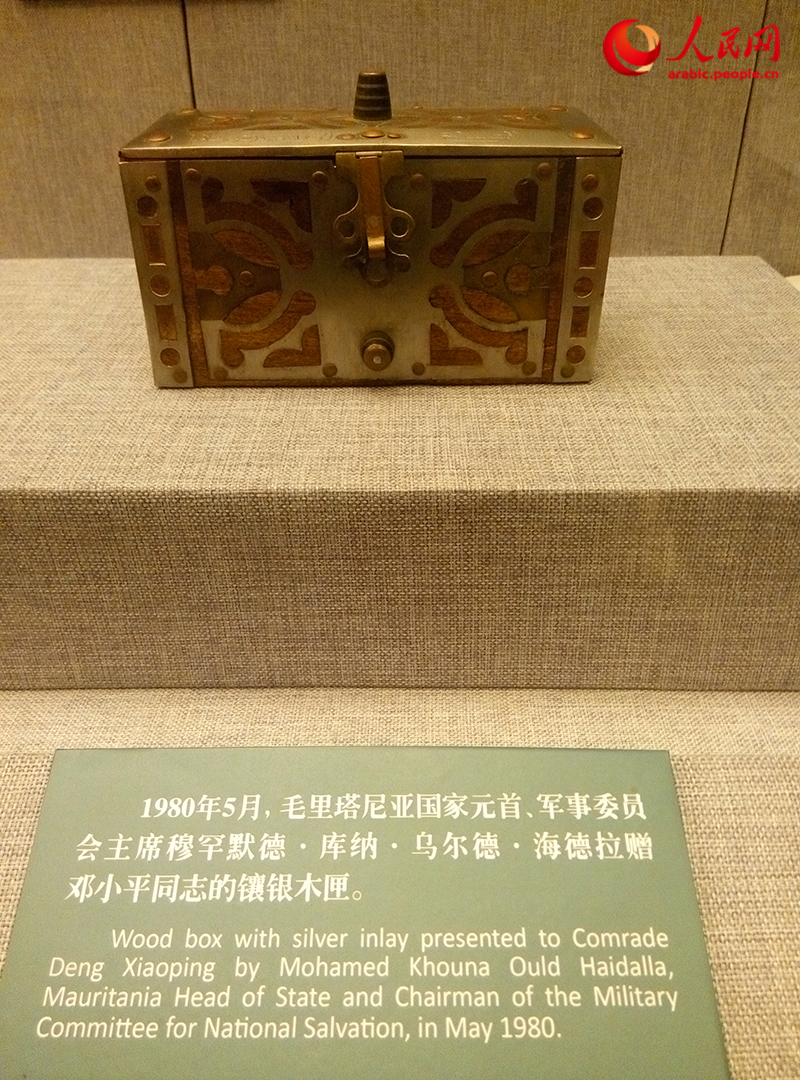 人民网
arabic.people.cn
1980年5月，毛里塔尼亚国家元首、军事委员
会主席穆罕默德·库纳·乌尔德·海德拉赠
邓小平同志的镶银木匣。
Wood box with silver inlay presented to Comrade
Deng Xiaoping by Mohamed Khouna Ould Haidalla,
Mauritania Head of State and Chairman of the Military
Committee for National Salvation, in May 1980.